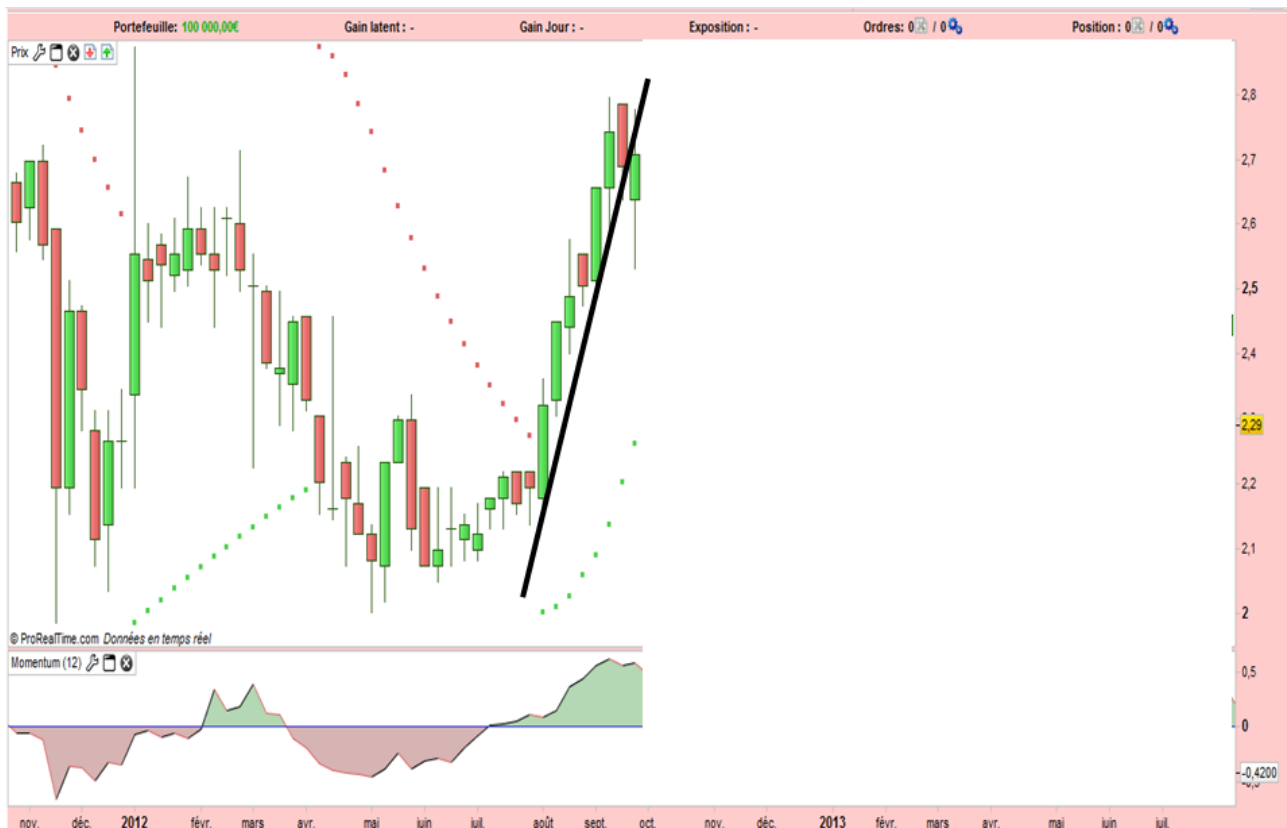 Portefeuille: 100 000,00€ Gain latent : - Gain Jour : - Exposition : - Ordres: 0 / 0 Position : 0 / 0
Prix
2,8
2,7
2,6
2,5
2,4
2,29
2,2
2,1
2
© ProRealTime.com Données en temps réel
Momentum (12)
0,5
0
-0,4200
nov. déc. 2012 févr. mars avr. mai juin juil. août sept. oct. nov. déc. 2013 févr. mars avr. mai juin juil.